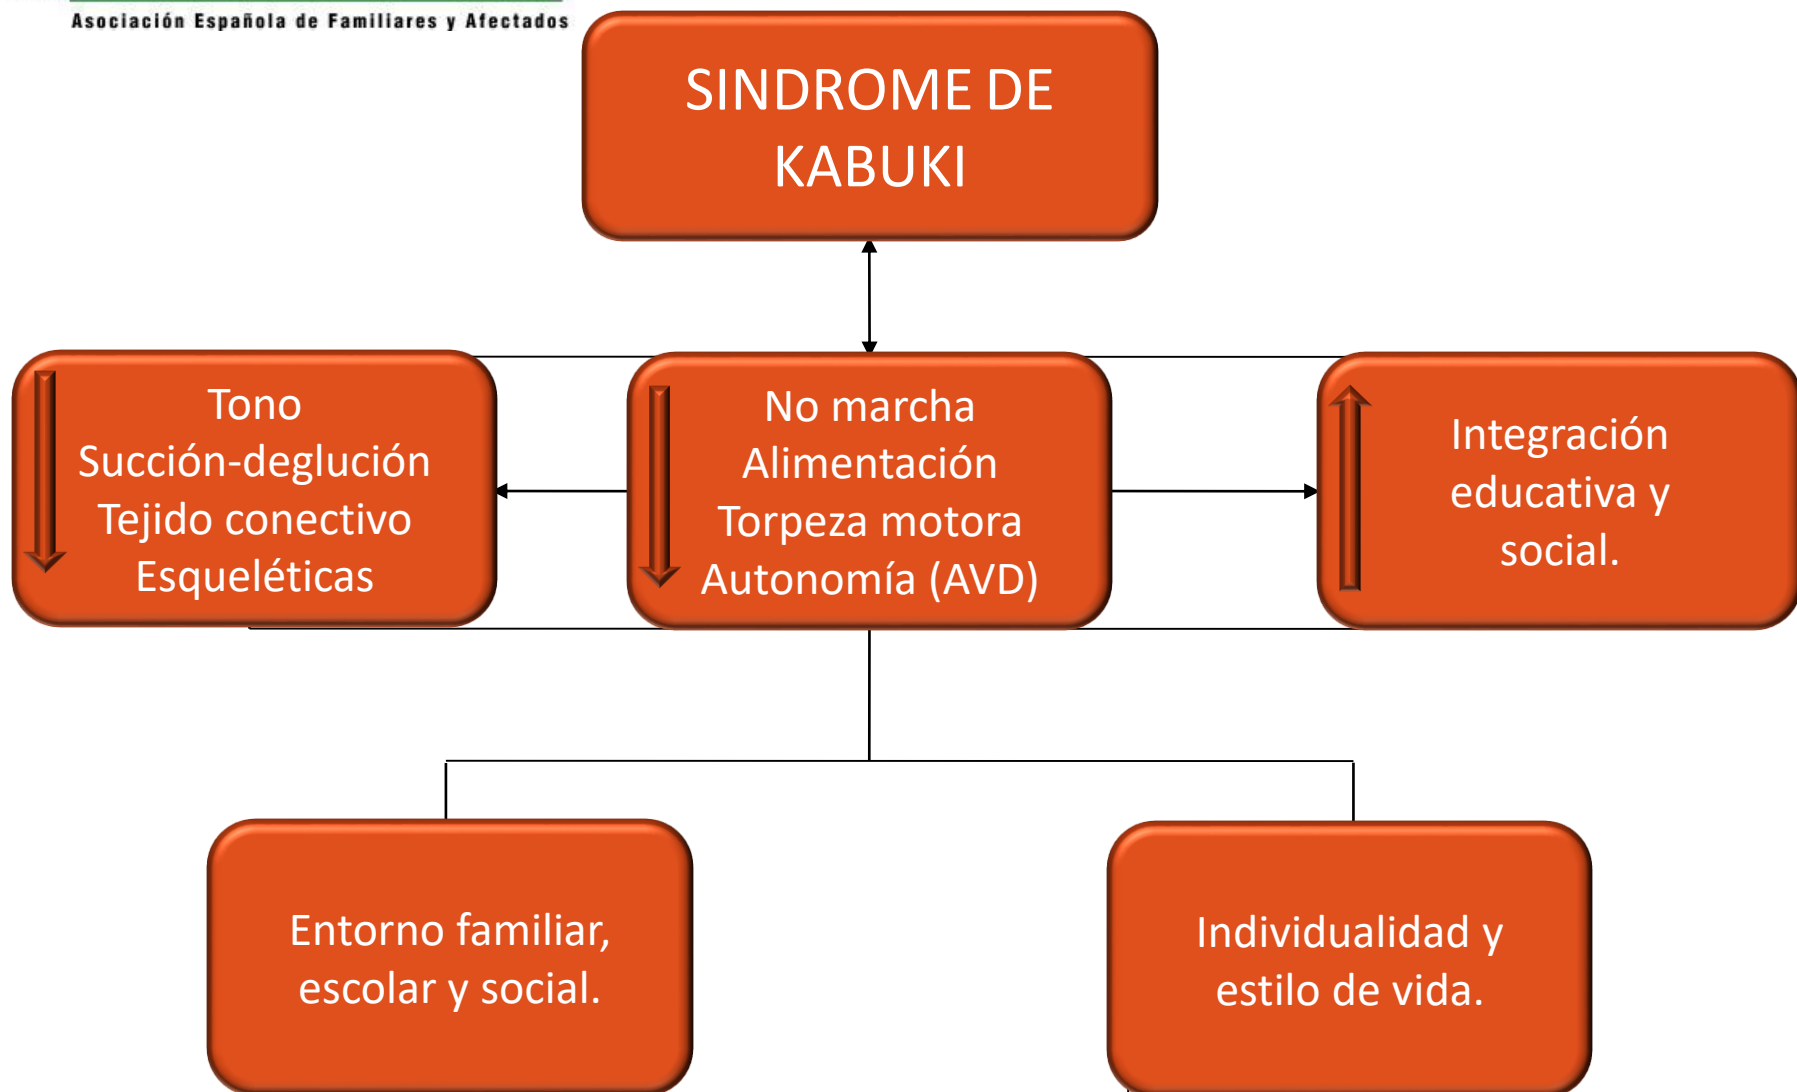 Asociación Española de Familiares y Afectados
SINDROME DE
KABUKI
Tono
Succión-deglución
Tejido conectivo
Esqueléticas
No marcha
Alimentación
Torpeza motora
Autonomía (AVD)
Integración
educativa y
social.
Entorno familiar,
escolar y social.
Individualidad y
estilo de vida.